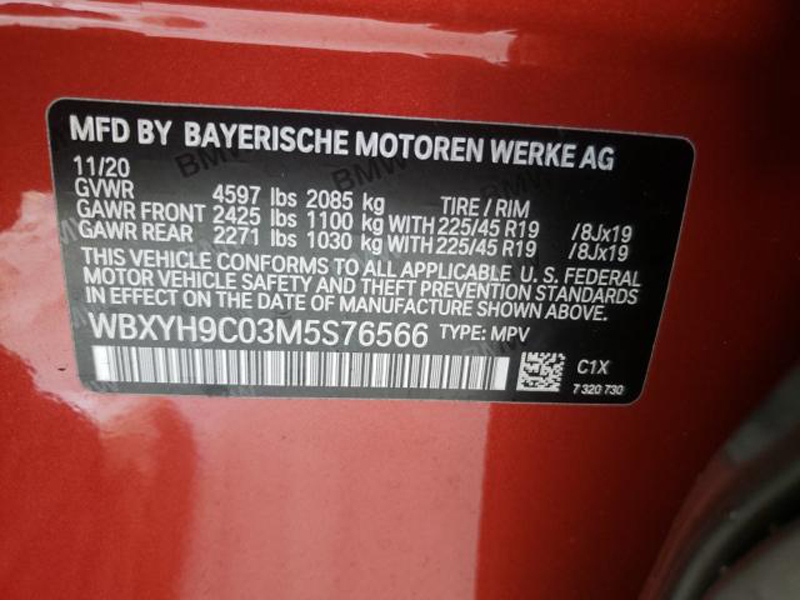 MFD BY BAYERISCHE MOTOREN WERKE AG
11/20
GVWR 4597 lbs 2085 kg TIRE / RIM
GAWR FRONT 2425 lbs 1100 kg WITH 225/45 R19 /8Jx19
GAWR REAR 2271 lbs 1030 kg WITH 225/45 R19 /8Jx19
THIS VEHICLE CONFORMS TO ALL APPLICABLE U. S. FEDERAL
MOTOR VEHICLE SAFETY AND THEFT PREVENTION STANDARDS
IN EFFECT ON THE DATE OF MANUFACTURE SHOWN ABOVE.
WBXYH9C03M5S76566 TYPE: MPV
C1X
7 320 730